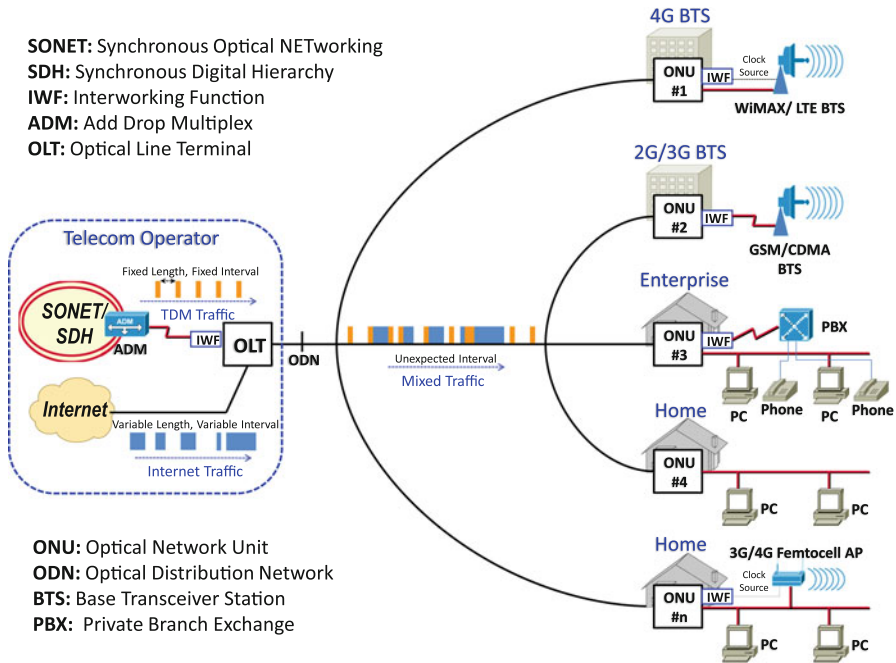 SONET: Synchronous Optical NETworking
SDH: Synchronous Digital Hierarchy
IWF: Interworking Function
ADM: Add Drop Multiplex
OLT: Optical Line Terminal
4G BTS
ONU
#1
IWF
Clock
Source
WiMAX/ LTE BTS
2G/3G BTS
ONU
#2
IWF
GSM/CDMA
BTS
Telecom Operator
Fixed Length, Fixed Interval
TDM Traffic
SONET/
SDH
ADM
ADM
IWF
OLT
ODN
Internet
Variable Length, Variable Interval
Internet Traffic
Unexpected Interval
Mixed Traffic
Enterprise
ONU
#3
IWF
PBX
PC
Phone
PC
Phone
Home
ONU
#4
PC
PC
Home
ONU
#n
IWF
Clock
Source
3G/4G Femtocell AP
PC
PC
ONU: Optical Network Unit
ODN: Optical Distribution Network
BTS: Base Transceiver Station
PBX: Private Branch Exchange